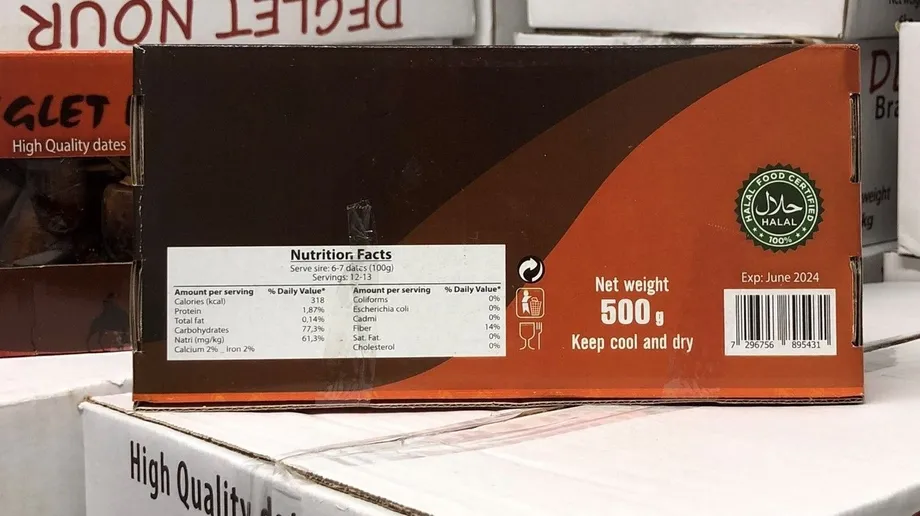 DEGLET NOUR
GLET
High Quality dates
Nutrition Facts
Serve sire: 6-7 dates (100g)
Servings: 12-13
Amount per serving % Daily Value*
Calories (kcal) 318
Protein 1,87%
Total fat 0,14%
Carbohydrates 77,3%
Natri (mg/kg) 61,3%
Calcium 2% Iron 2%
Amount per serving % Daily Value*
Coliforms 0%
Escherichia coli 0%
Cadmi 0%
Fiber 14%
Sat. Fat. 0%
Cholesterol 0%
Net weight
500 g
Keep cool and dry
HALAL FOOD CERTIFIED
حلال
HALAL
100%
Exp: June 2024
7 296756 895431
weight
kg
High Quality